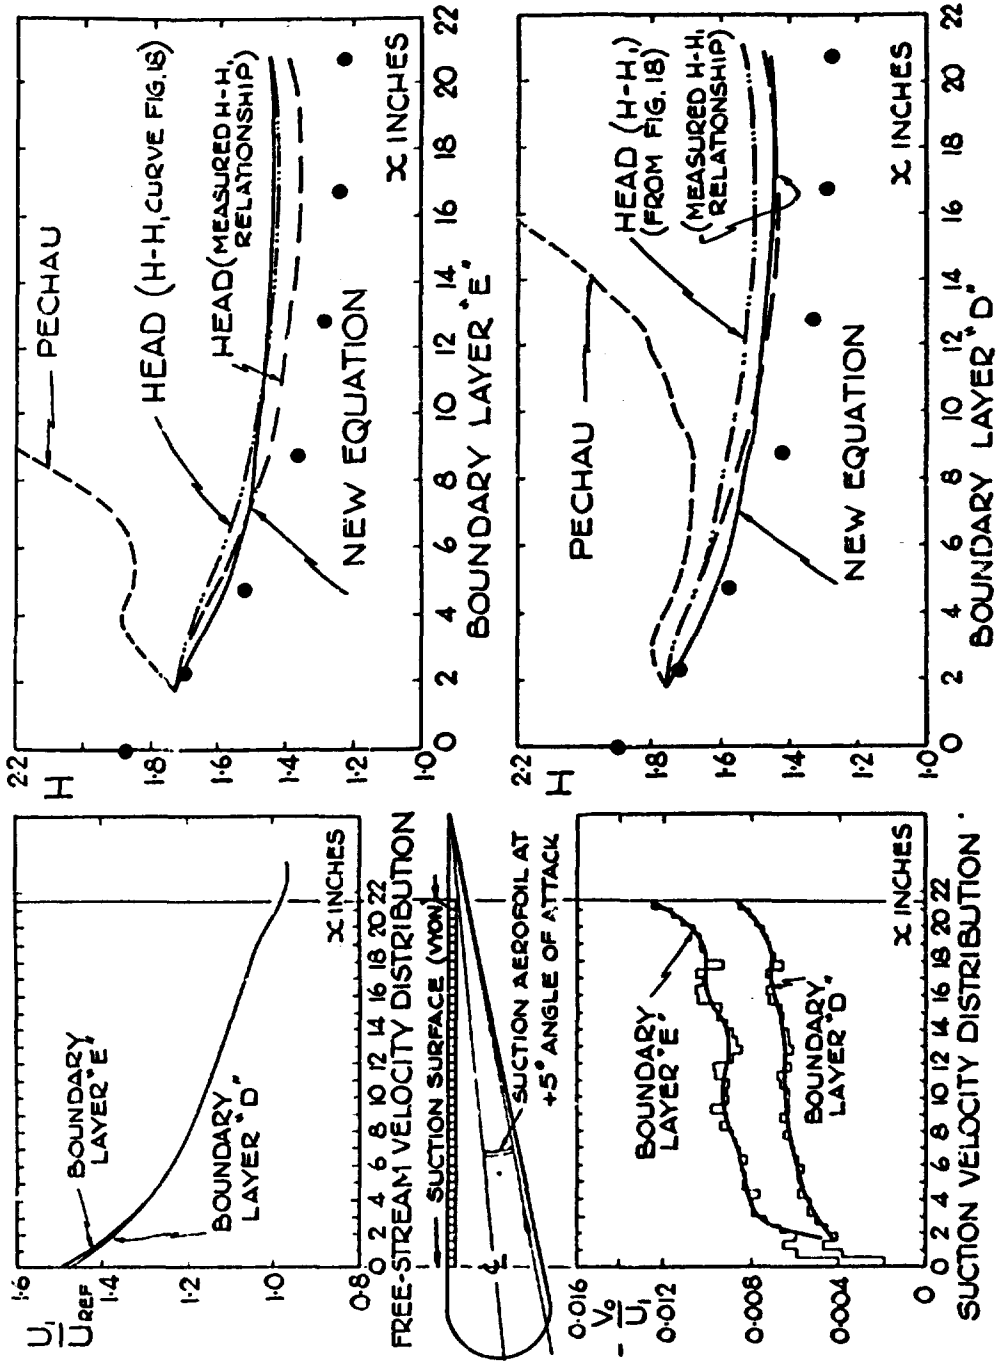 U₁/U_REF
1·6
1·4
1·2
1·0
0·8
BOUNDARY LAYER "E"
BOUNDARY LAYER "D"
0 2 4 6 8 10 12 14 16 18 20 22
x INCHES
FREE-STREAM VELOCITY DISTRIBUTION
SUCTION SURFACE (VYON)
℄
SUCTION AEROFOIL AT
+5° ANGLE OF ATTACK
- V₀/U₁
0·016
0·012
0·008
0·004
0
BOUNDARY
LAYER "E"
BOUNDARY
LAYER "D"
0 2 4 6 8 10 12 14 16 18 20 22
x INCHES
SUCTION VELOCITY DISTRIBUTION.
H
2·2
1·8
1·6
1·4
1·0
PECHAU
HEAD (H-H₁ CURVE FIG. 18)
HEAD (MEASURED H-H₁
RELATIONSHIP)
NEW EQUATION
0 2 4 6 8 10 12 14 16 18 20 22
x INCHES
BOUNDARY LAYER "E"
H
2·2
1·8
1·6
1·4
1·0
PECHAU
HEAD (H-H₁)
(FROM FIG. 18)
(MEASURED H-H₁
RELATIONSHIP)
NEW EQUATION
0 2 4 6 8 10 12 14 16 18 20 22
x INCHES
BOUNDARY LAYER "D"